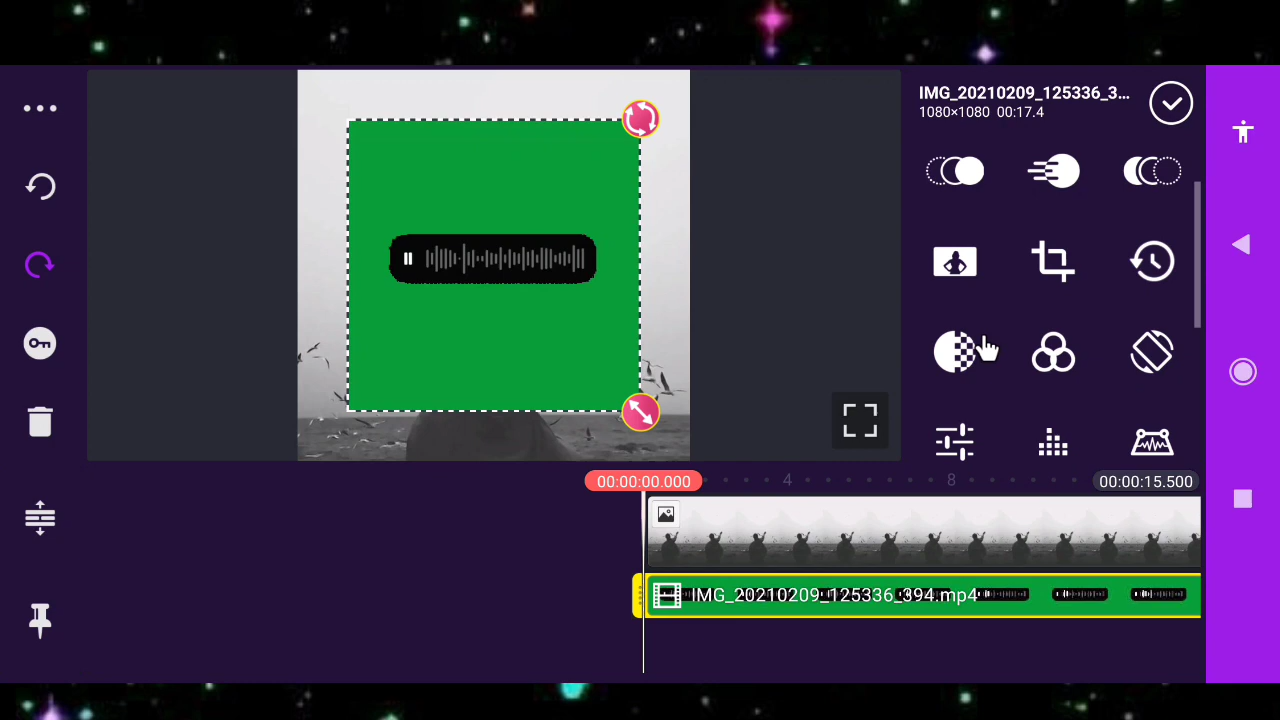 IMG_20210209_125336_3...
1080×1080 00:17.4
00:00:00.000
4
8
00:00:15.500
IMG_20210209_125336_394.mp4